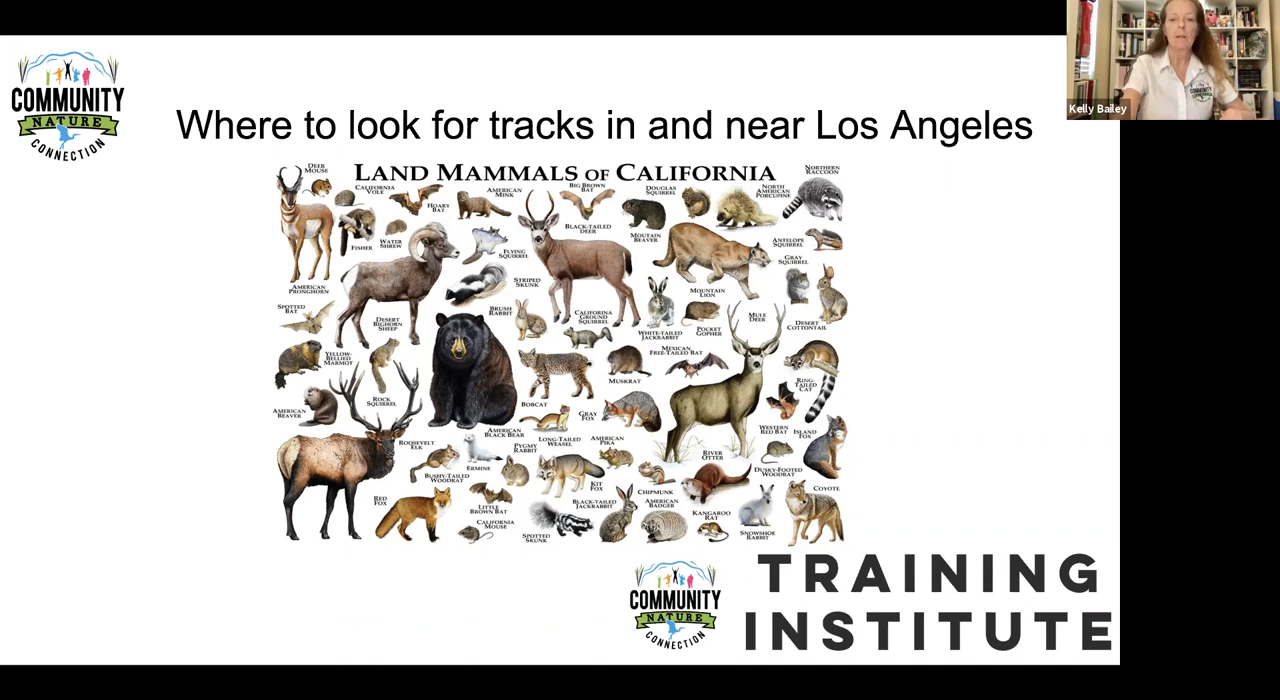 COMMUNITY
NATURE
CONNECTION
Kelly Bailey
Where to look for tracks in and near Los Angeles
LAND MAMMALS OF CALIFORNIA
DEER
MOUSE
CALIFORNIA
VOLE
HOARY
BAT
AMERICAN
MINK
BIG BROWN
BAT
DOUGLAS
SQUIRREL
NORTH
AMERICAN
PORCUPINE
NORTHERN
RACCOON
FISHER
WATER
SHREW
FLYING
SQUIRREL
BLACK-TAILED
DEER
MOUTAIN
BEAVER
ANTELOPE
SQUIRREL
GRAY
SQUIRREL
AMERICAN
PRONGHORN
STRIPED
SKUNK
MOUNTAIN
LION
SPOTTED
BAT
DESERT
BIGHORN
SHEEP
BRUSH
RABBIT
CALIFORINA
GROUND
SQUIRREL
WHITE-TAILED
JACKRABBIT
POCKET
GOPHER
MULE
DEER
DESERT
COTTONTAIL
YELLOW-
BELLIED
MARMOT
MEXICAN
FREE-TAILED BAT
MUSKRAT
RING-
TAILED
CAT
ROCK
SQUIRREL
AMERICAN
BEAVER
BOBCAT
GRAY
FOX
AMERICAN
BLACK BEAR
WESTERN
RED BAT
ISLAND
FOX
ROOSEVELT
ELK
LONG-TAILED
WEASEL
AMERICAN
PIKA
RIVER
OTTER
PYGMY
RABBIT
ERMINE
BUSHY-TAILED
WOODRAT
DUSKY-FOOTED
WOODRAT
KIT
FOX
CHIPMUNK
COYOTE
RED
FOX
LITTLE
BROWN BAT
BLACK-TAILED
JACKRABBIT
AMERICAN
BADGER
KANGAROO
RAT
CALIFORNIA
MOUSE
SPOTTED
SKUNK
SNOWSHOE
RABBIT
COMMUNITY
NATURE
CONNECTION
TRAINING
INSTITUTE